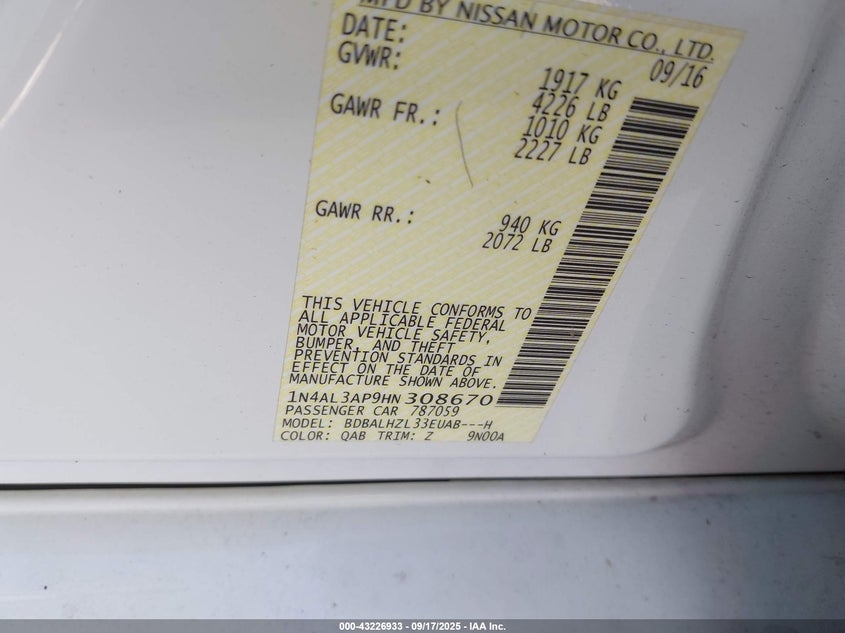 MFD BY NISSAN MOTOR CO., LTD.
DATE: 09/16
GVWR: 1917 KG
4226 LB
GAWR FR.: 1010 KG
2227 LB
GAWR RR.: 940 KG
2072 LB
THIS VEHICLE CONFORMS TO
ALL APPLICABLE FEDERAL
MOTOR VEHICLE SAFETY,
BUMPER, AND THEFT
PREVENTION STANDARDS IN
EFFECT ON THE DATE OF
MANUFACTURE SHOWN ABOVE.
1N4AL3AP9HN308670
PASSENGER CAR 787059
MODEL: BDBALHZL33EUAB---H
COLOR: QAB TRIM: Z 9N00A
000-43226933 - 09/17/2025 - IAA Inc.